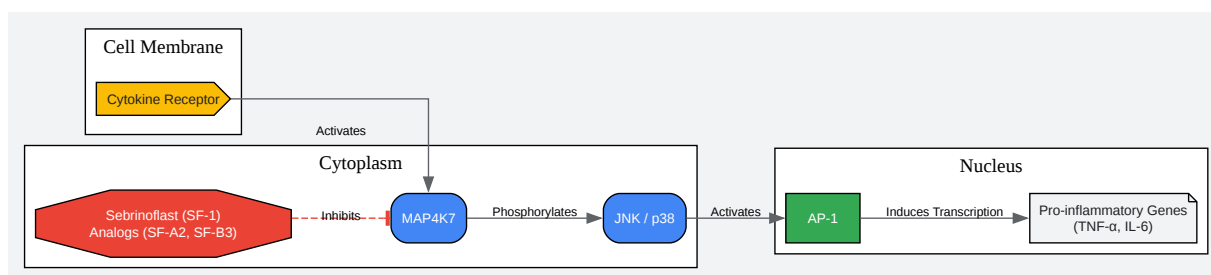 Cell Membrane
Cytokine Receptor
Activates
Cytoplasm
Sebrinoflast (SF-1)
Analogs (SF-A2, SF-B3)
Inhibits
MAP4K7
Phosphorylates
JNK / p38
Activates
Nucleus
AP-1
Induces Transcription
Pro-inflammatory Genes
(TNF-α, IL-6)